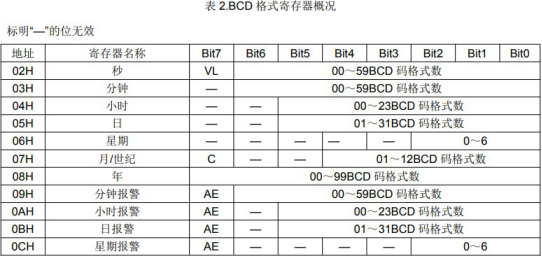 表 2.BCD 格式寄存器概况
标明“—”的位无效
地址 寄存器名称 Bit7 Bit6 Bit5 Bit4 Bit3 Bit2 Bit1 Bit0
02H 秒 VL 00～59BCD 码格式数
03H 分钟 — 00～59BCD 码格式数
04H 小时 — — 00～23BCD 码格式数
05H 日 — — 01～31BCD 码格式数
06H 星期 — — — — — 0～6
07H 月/世纪 C — — 01～12BCD 码格式数
08H 年 00～99BCD 码格式数
09H 分钟报警 AE 00～59BCD 码格式数
0AH 小时报警 AE — 00～23BCD 码格式数
0BH 日报警 AE — 01～31BCD 码格式数
0CH 星期报警 AE — — — — 0～6